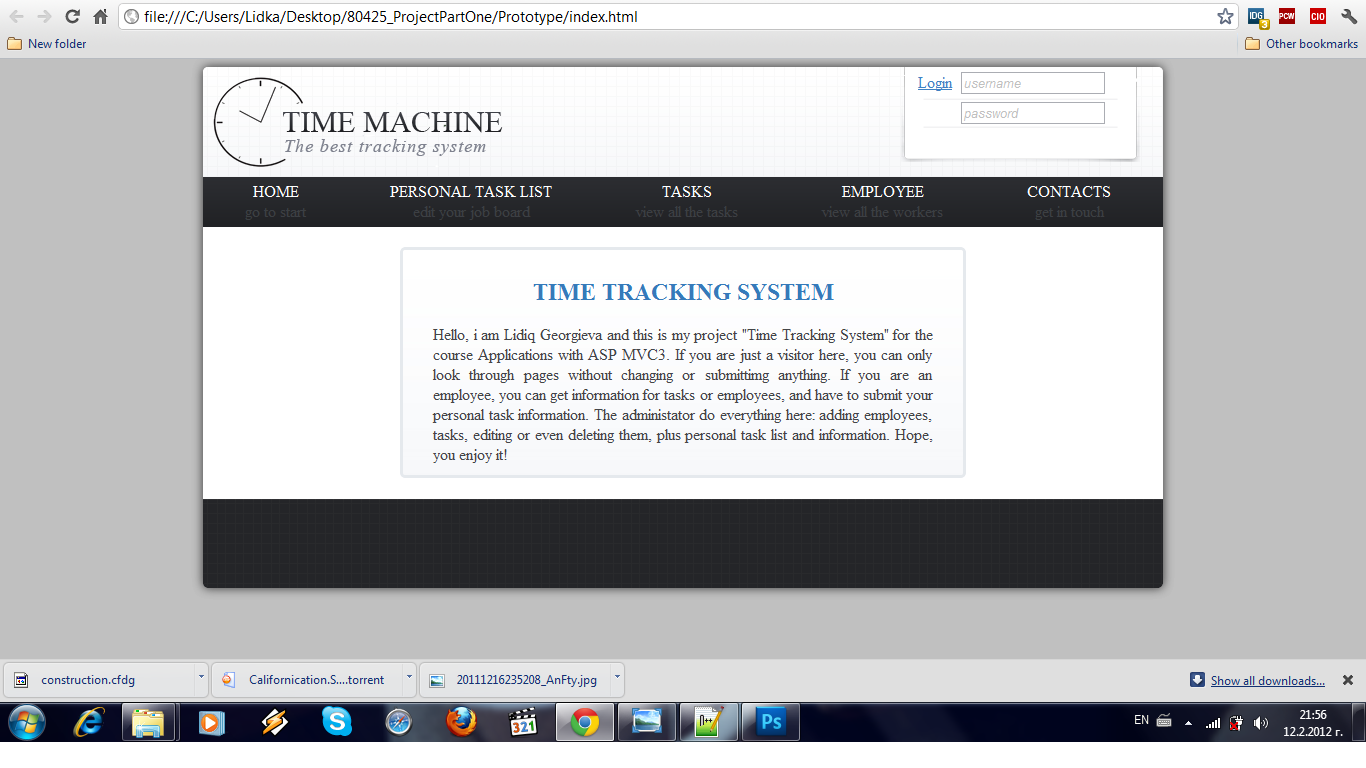 file:///C:/Users/Lidka/Desktop/80425_ProjectPartOne/Prototype/index.html
IDG
3
PCW
CIO
New folder
Other bookmarks
Login
username
password
TIME MACHINE
The best tracking system
HOME
PERSONAL TASK LIST
TASKS
EMPLOYEE
CONTACTS
go to start
edit your job board
view all the tasks
view all the workers
get in touch
TIME TRACKING SYSTEM
Hello, i am Lidiq Georgieva and this is my project "Time Tracking System" for the
course Applications with ASP MVC3. If you are just a visitor here, you can only
look through pages without changing or submittimg anything. If you are an
employee, you can get information for tasks or employees, and have to submit your
personal task information. The administator do everything here: adding employees,
tasks, editing or even deleting them, plus personal task list and information. Hope,
you enjoy it!
construction.cfdg
Californication.S....torrent
20111216235208_AnFty.jpg
Show all downloads...
321
N++
Ps
EN
21:56
12.2.2012 г.